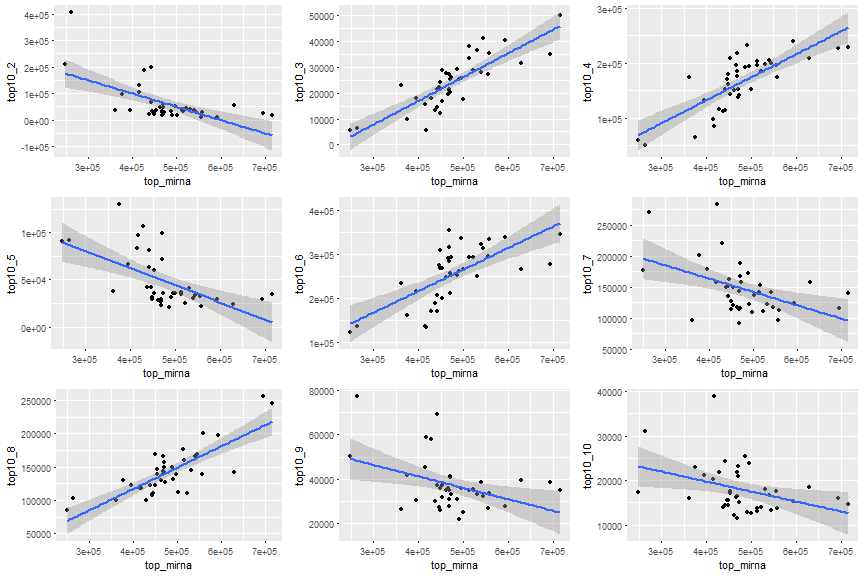 4e+05
3e+05
2e+05
1e+05
0e+00
-1e+05
top10_2
3e+05 4e+05 5e+05 6e+05 7e+05
top_mirna
50000
40000
30000
20000
10000
0
top10_3
3e+05 4e+05 5e+05 6e+05 7e+05
top_mirna
3e+05
2e+05
1e+05
top10_4
3e+05 4e+05 5e+05 6e+05 7e+05
top_mirna
1e+05
5e+04
0e+00
top10_5
3e+05 4e+05 5e+05 6e+05 7e+05
top_mirna
4e+05
3e+05
2e+05
1e+05
top10_6
3e+05 4e+05 5e+05 6e+05 7e+05
top_mirna
250000
200000
150000
100000
50000
top10_7
3e+05 4e+05 5e+05 6e+05 7e+05
top_mirna
250000
200000
150000
100000
50000
top10_8
3e+05 4e+05 5e+05 6e+05 7e+05
top_mirna
80000
60000
40000
20000
top10_9
3e+05 4e+05 5e+05 6e+05 7e+05
top_mirna
40000
30000
20000
10000
top10_10
3e+05 4e+05 5e+05 6e+05 7e+05
top_mirna